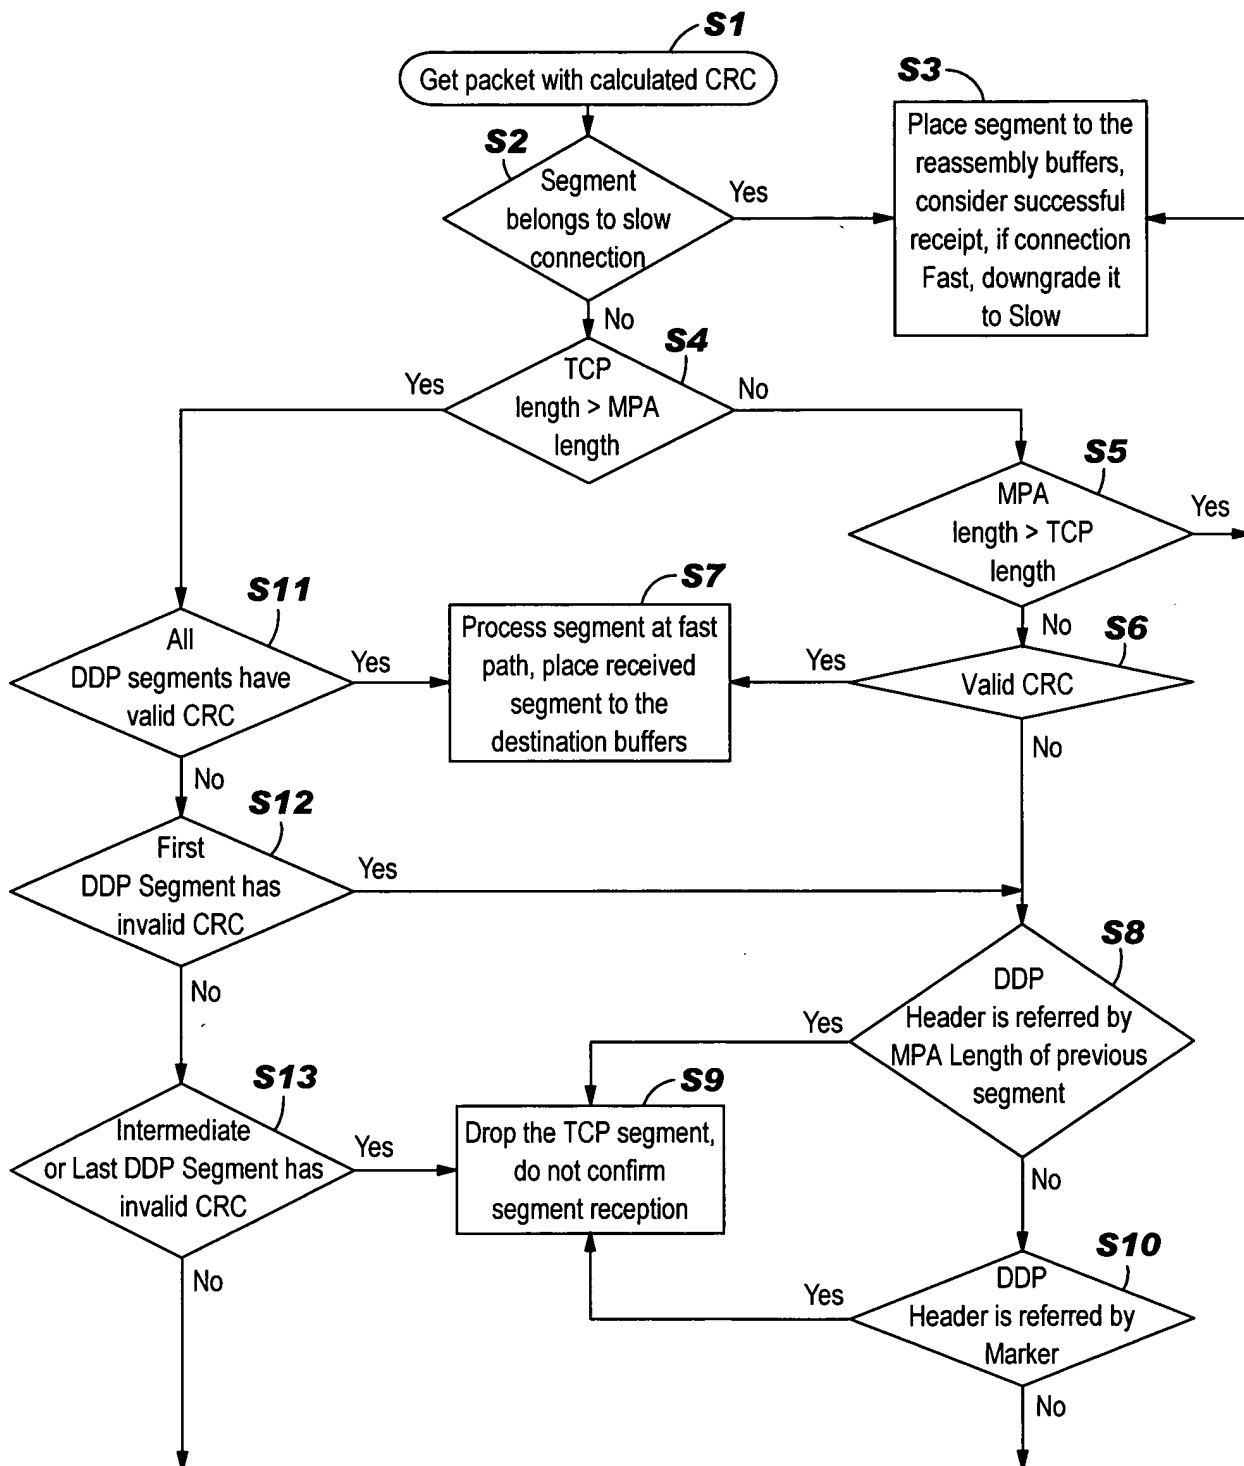 S1
Get packet with calculated CRC
S2
Segment
belongs to slow
connection
Yes
No
S3
Place segment to the
reassembly buffers,
consider successful
receipt, if connection
Fast, downgrade it
to Slow
S4
TCP
length > MPA
length
Yes
No
S5
MPA
length > TCP
length
Yes
No
S6
Valid CRC
Yes
No
S7
Process segment at fast
path, place received
segment to the
destination buffers
S11
All
DDP segments have
valid CRC
Yes
No
S12
First
DDP Segment has
invalid CRC
Yes
No
S8
DDP
Header is referred by
MPA Length of previous
segment
Yes
No
S13
Intermediate
or Last DDP Segment has
invalid CRC
Yes
No
S9
Drop the TCP segment,
do not confirm
segment reception
S10
DDP
Header is referred by
Marker
Yes
No